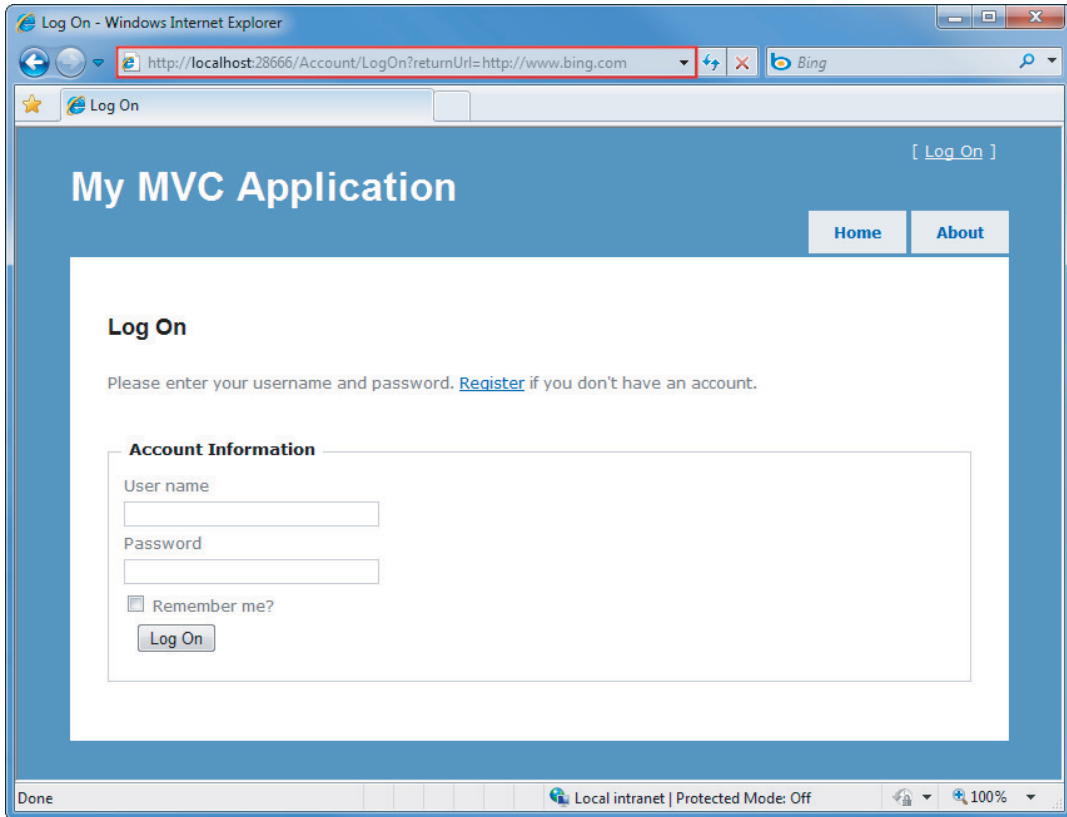 Log On - Windows Internet Explorer
http://localhost:28666/Account/LogOn?returnUrl=http://www.bing.com
Bing
Log On
[ Log On ]
My MVC Application
Home
About
Log On
Please enter your username and password. Register if you don't have an account.
Account Information
User name
Password
Remember me?
Log On
Done
Local intranet | Protected Mode: Off
100%